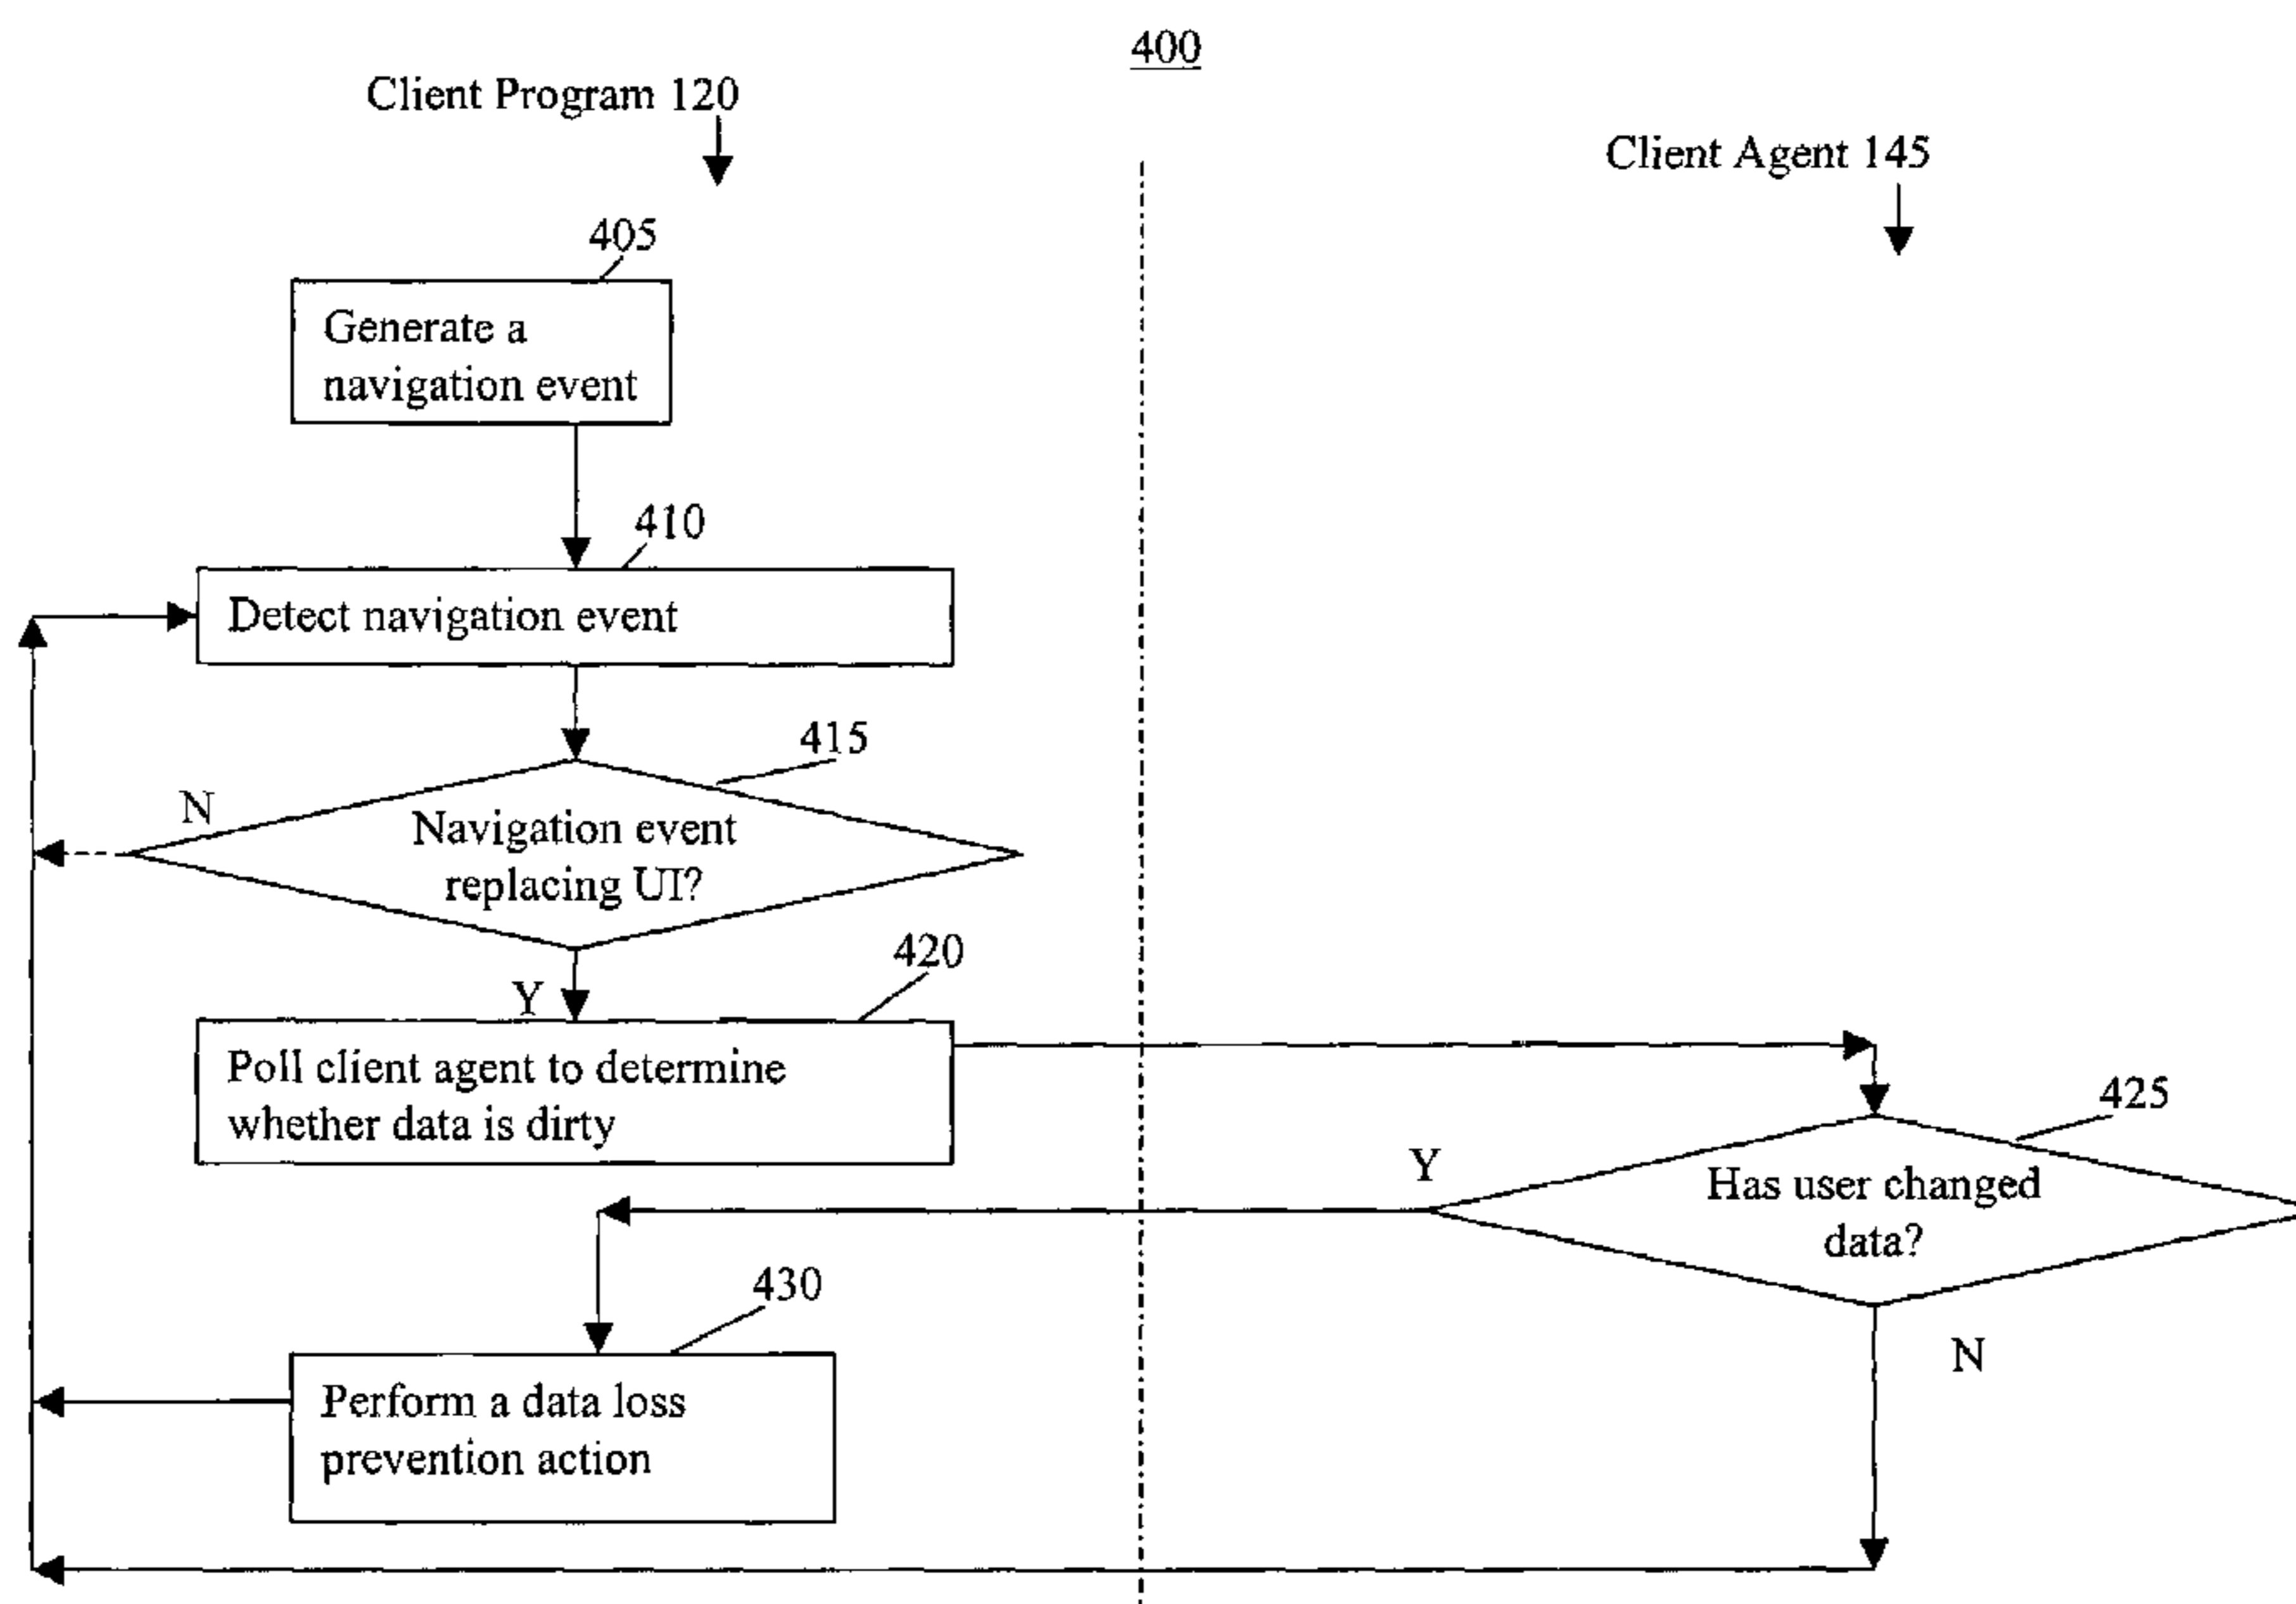 400
Client Program 120
Client Agent 145
405
Generate a
navigation event
410
Detect navigation event
415
N
Navigation event
replacing UI?
420
Y
Poll client agent to determine
whether data is dirty
425
Y
Has user changed
data?
430
N
Perform a data loss
prevention action